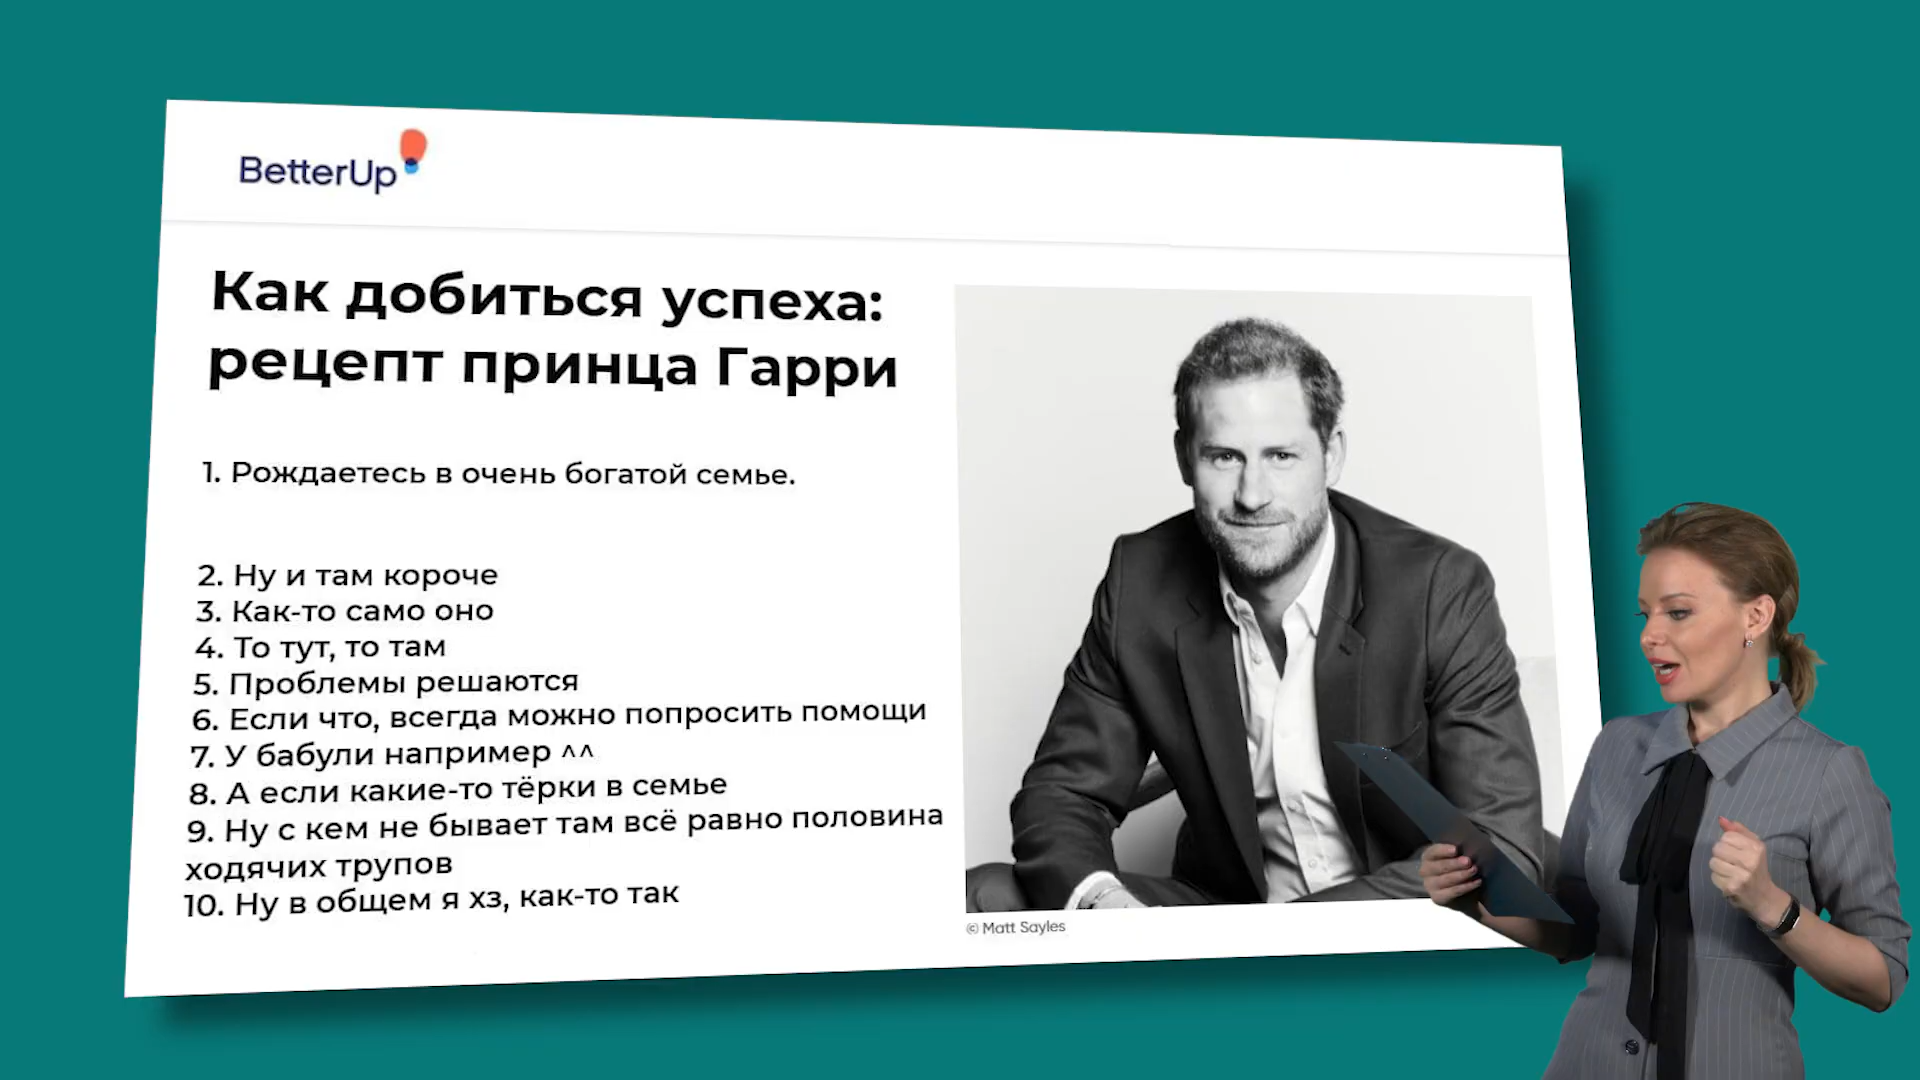 BetterUp
Как добиться успеха:
рецепт принца Гарри
1. Рождаетесь в очень богатой семье.
2. Ну и там короче
3. Как-то само оно
4. То тут, то там
5. Проблемы решаются
6. Если что, всегда можно попросить помощи
7. У бабули например ^^
8. А если какие-то тёрки в семье
9. Ну с кем не бывает там всё равно половина
ходячих трупов
10. Ну в общем я хз, как-то так
© Matt Sayles